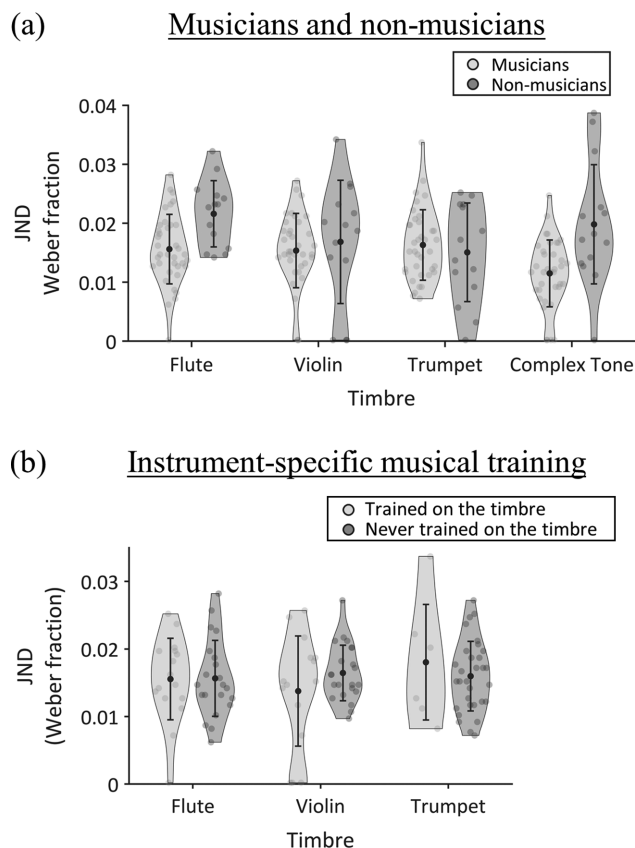 (a) Musicians and non-musicians
Musicians
Non-musicians
0.04
0.03
0.02
0.01
0
JND
Weber fraction
Flute Violin Trumpet Complex Tone
Timbre
(b) Instrument-specific musical training
Trained on the timbre
Never trained on the timbre
0.03
0.02
0.01
0
JND
(Weber fraction)
Flute Violin Trumpet
Timbre